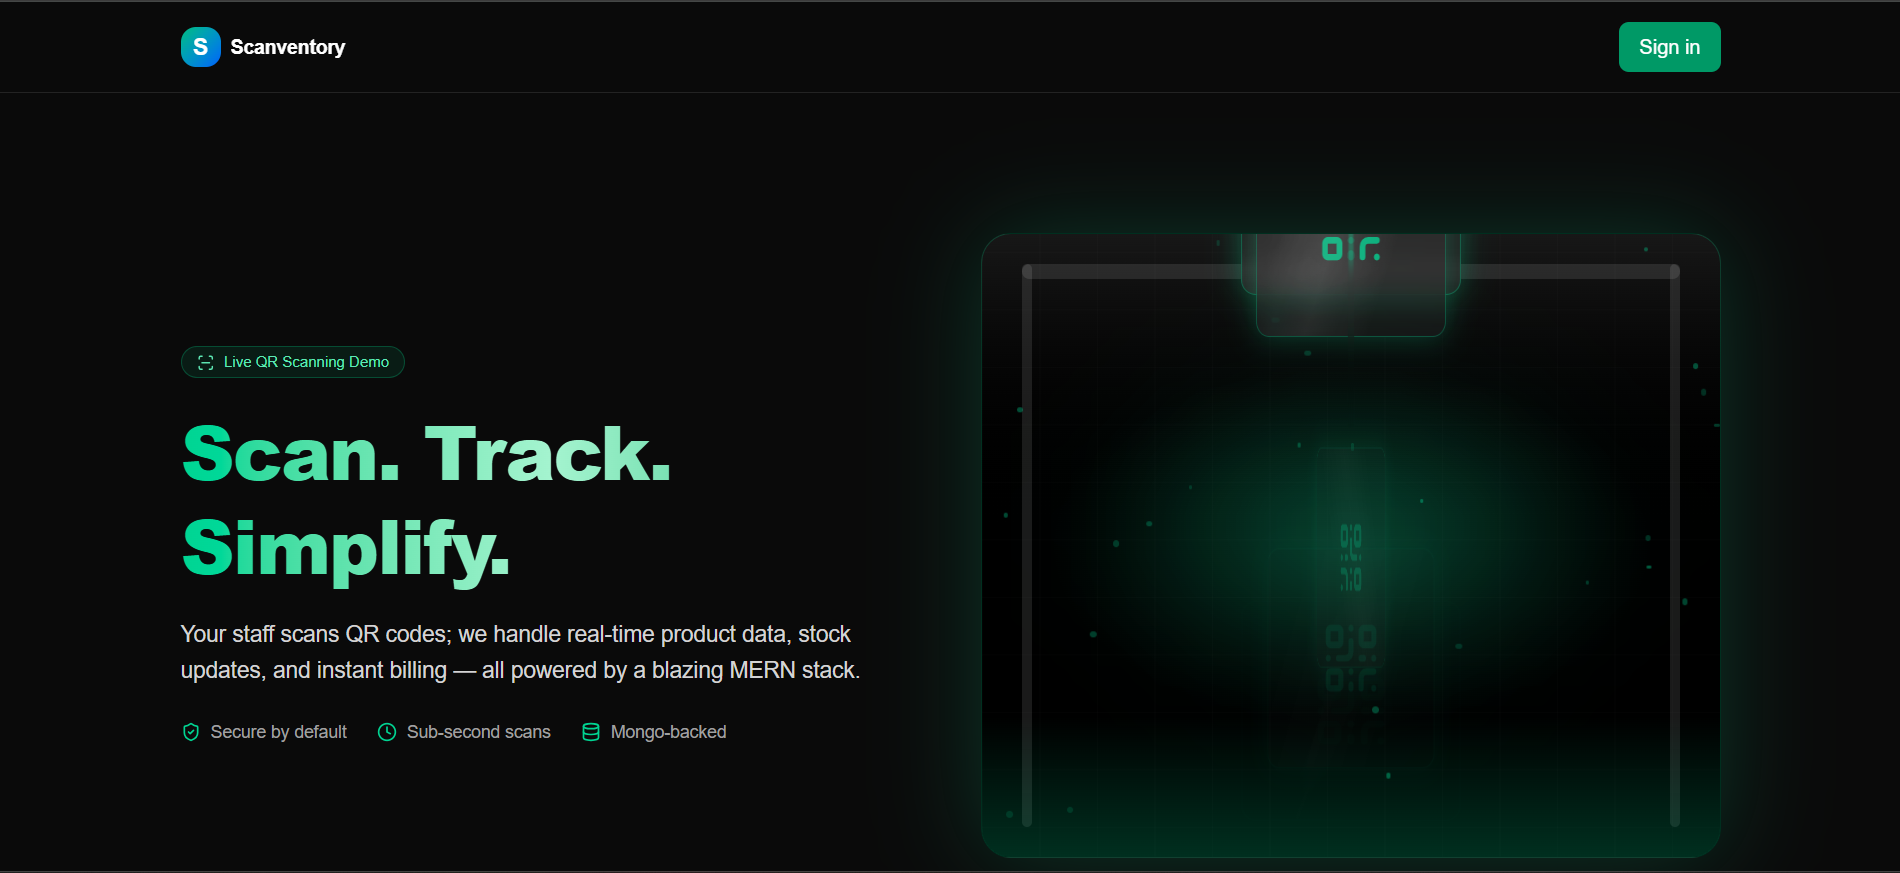 S Scanventory
Sign in
Live QR Scanning Demo
Scan. Track.
Simplify.
Your staff scans QR codes; we handle real-time product data, stock
updates, and instant billing — all powered by a blazing MERN stack.
Secure by default
Sub-second scans
Mongo-backed